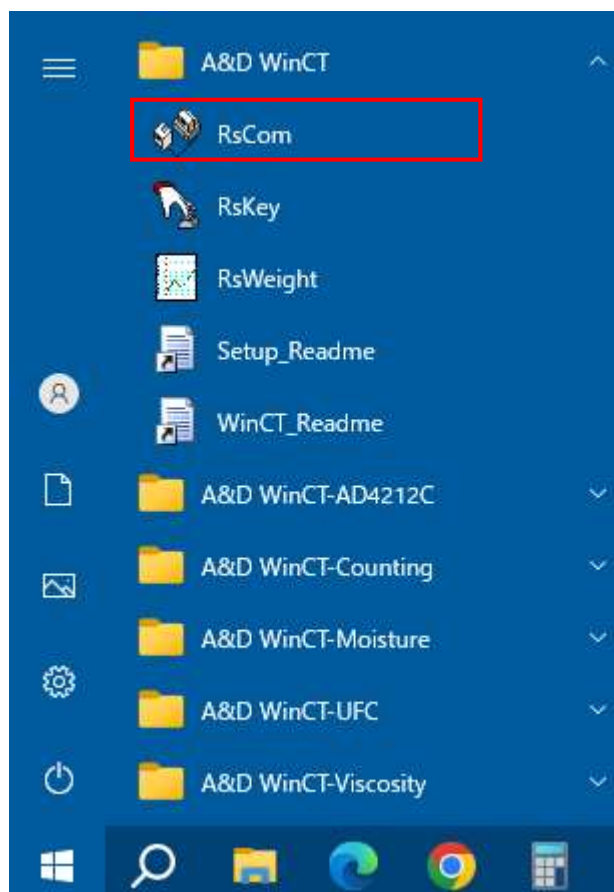 A&D WinCT
RsCom
RsKey
RsWeight
Setup_Readme
WinCT_Readme
A&D WinCT-AD4212C
A&D WinCT-Counting
A&D WinCT-Moisture
A&D WinCT-UFC
A&D WinCT-Viscosity